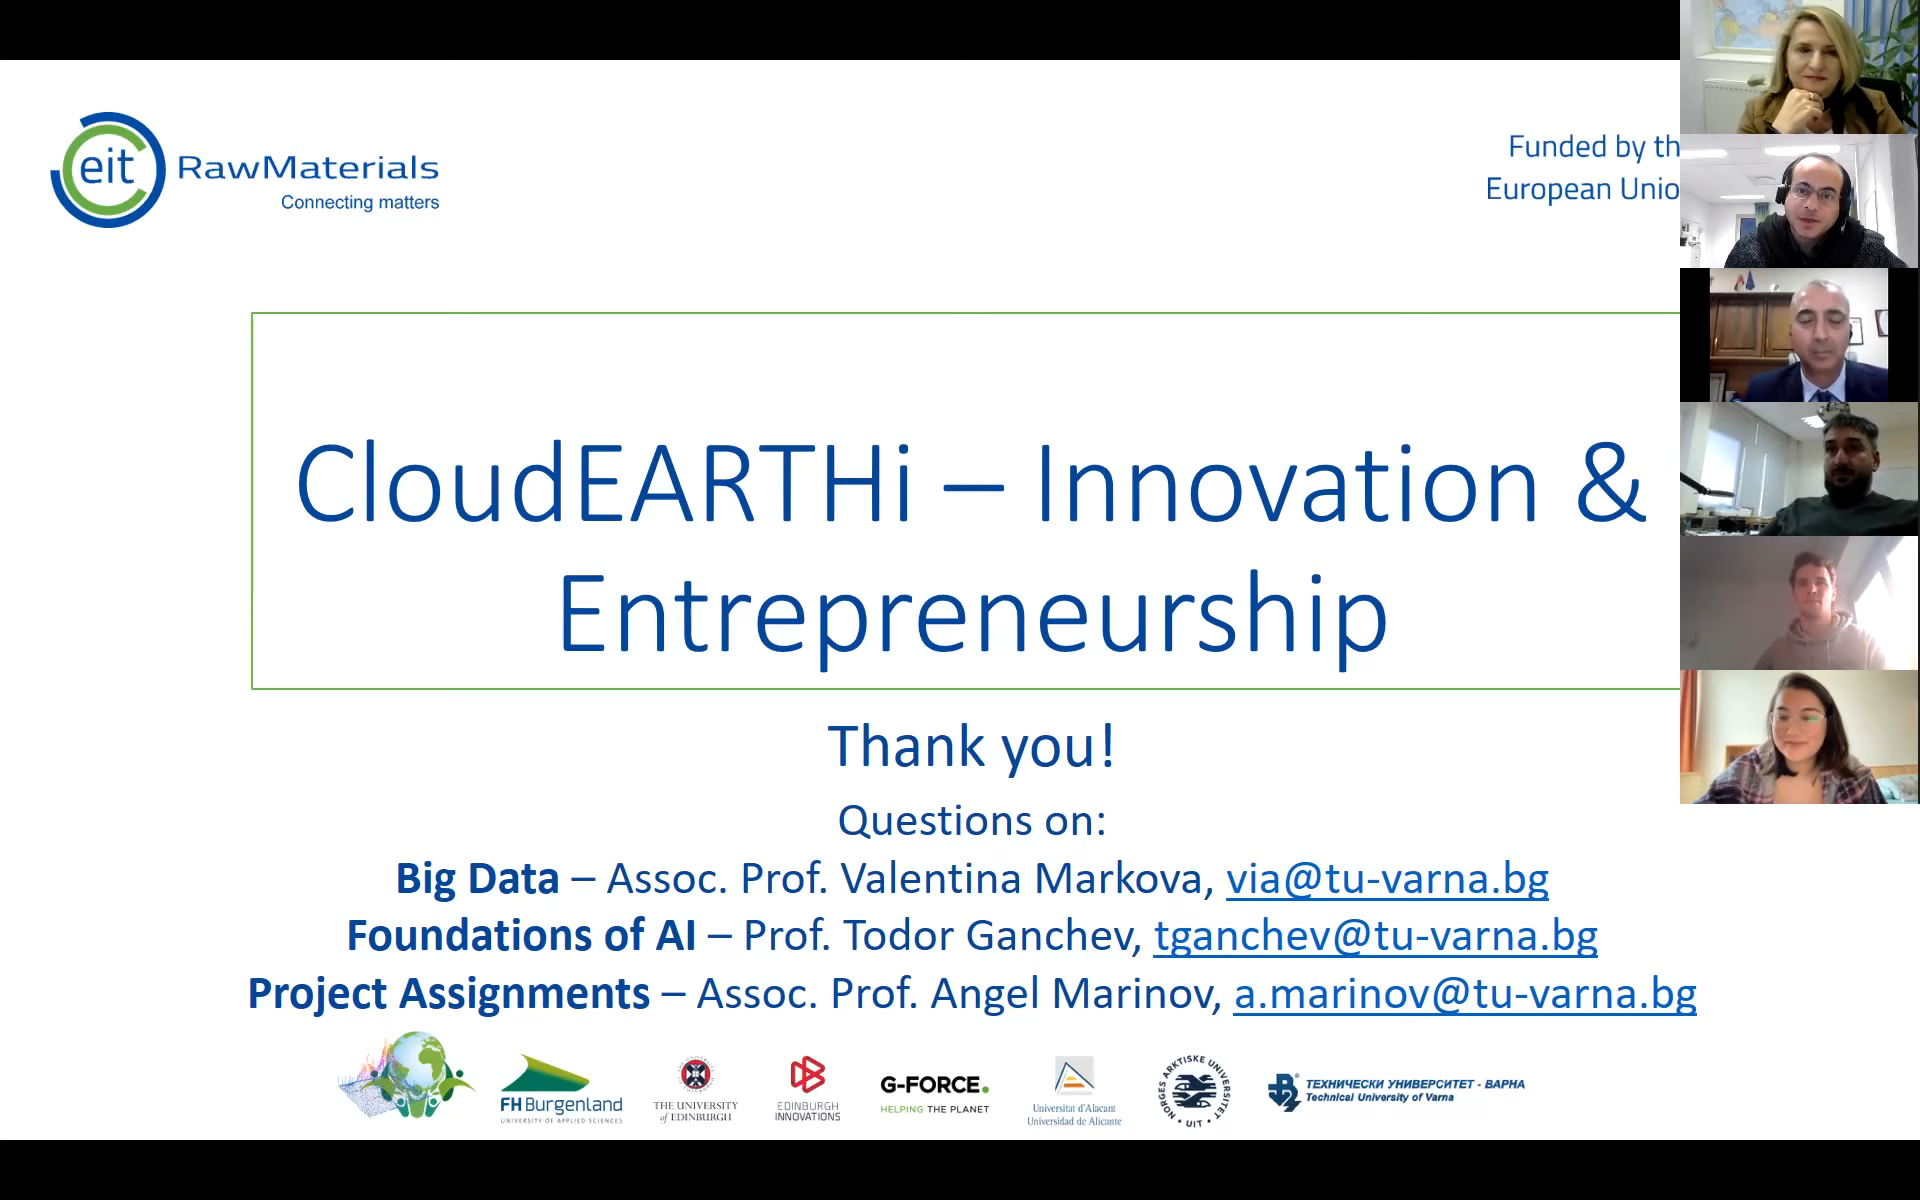 eit RawMaterials
Connecting matters
Funded by th
European Unio
CloudEARTHi – Innovation &
Entrepreneurship
Thank you!
Questions on:
Big Data – Assoc. Prof. Valentina Markova, via@tu-varna.bg
Foundations of AI – Prof. Todor Ganchev, tganchev@tu-varna.bg
Project Assignments – Assoc. Prof. Angel Marinov, a.marinov@tu-varna.bg
FH Burgenland
UNIVERSITY OF APPLIED SCIENCES
THE UNIVERSITY
of EDINBURGH
EDINBURGH
INNOVATIONS
G-FORCE.
HELPING THE PLANET
Universitat d'Alacant
Universidad de Alicante
NORGES ARKTISKE UNIVERSITET
UIT
ТЕХНИЧЕСКИ УНИВЕРСИТЕТ - ВАРНА
Technical University of Varna